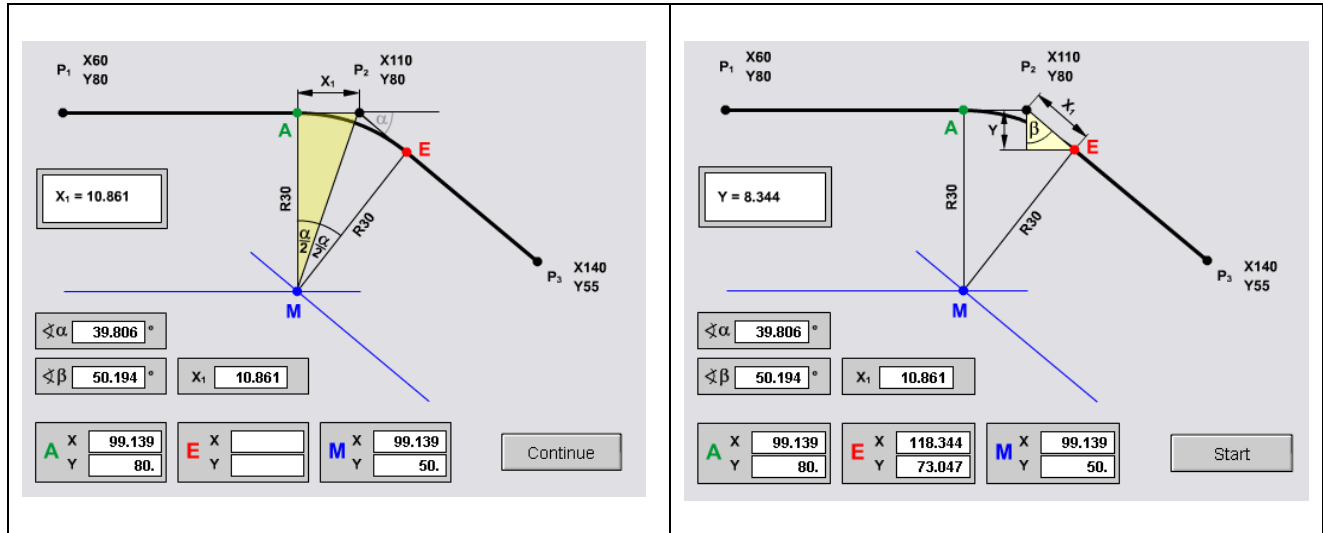 P₁ X60
Y80
P₂ X110
Y80
X₁
α
A
E
X₁ = 10.861
R30
R30
α/2
α/2
M
P₃ X140
Y55
∢α 39.806 °
∢β 50.194 °
X₁ 10.861
A X 99.139
Y 80.
E X
Y
M X 99.139
Y 50.
Continue
P₁ X60
Y80
P₂ X110
Y80
X₁
A
Y
β
E
Y = 8.344
R30
R30
M
P₃ X140
Y55
∢α 39.806 °
∢β 50.194 °
X₁ 10.861
A X 99.139
Y 80.
E X 118.344
Y 73.047
M X 99.139
Y 50.
Start